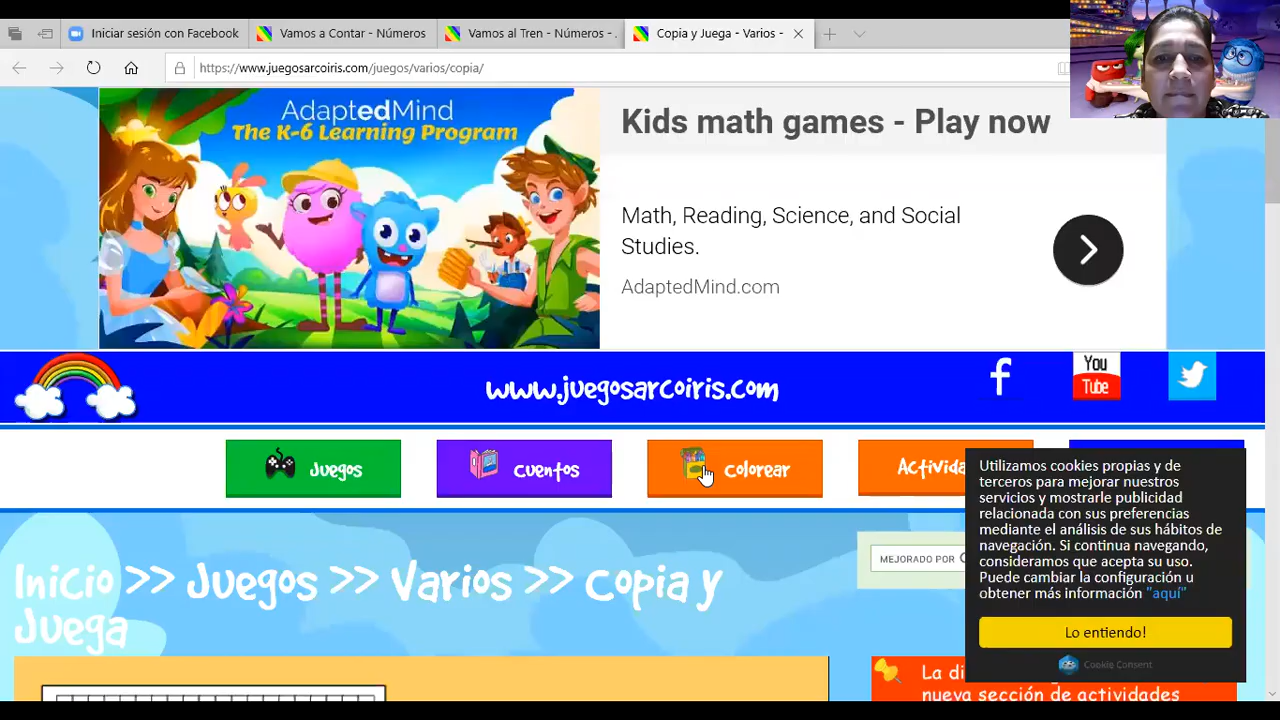 Iniciar sesión con Facebook
Vamos a Contar - Número
Vamos al Tren - Números - .
Copia y Juega - Varios -
https://www.juegosarcoiris.com/juegos/varios/copia/
AdaptedMind
The K-6 Learning Program
Kids math games - Play now
Math, Reading, Science, and Social
Studies.
AdaptedMind.com
www.juegosarcoiris.com
f
You
Tube
Juegos
Cuentos
Colorear
Activida
Inicio >> Juegos >> Varios >> Copia y
Juega
MEJORADO POR
Utilizamos cookies propias y de
terceros para mejorar nuestros
servicios y mostrarle publicidad
relacionada con sus preferencias
mediante el análisis de sus hábitos de
navegación. Si continua navegando,
consideramos que acepta su uso.
Puede cambiar la configuración u
obtener más información "aquí"
Lo entiendo!
Cookie Consent
La di
nueva sección de actividades